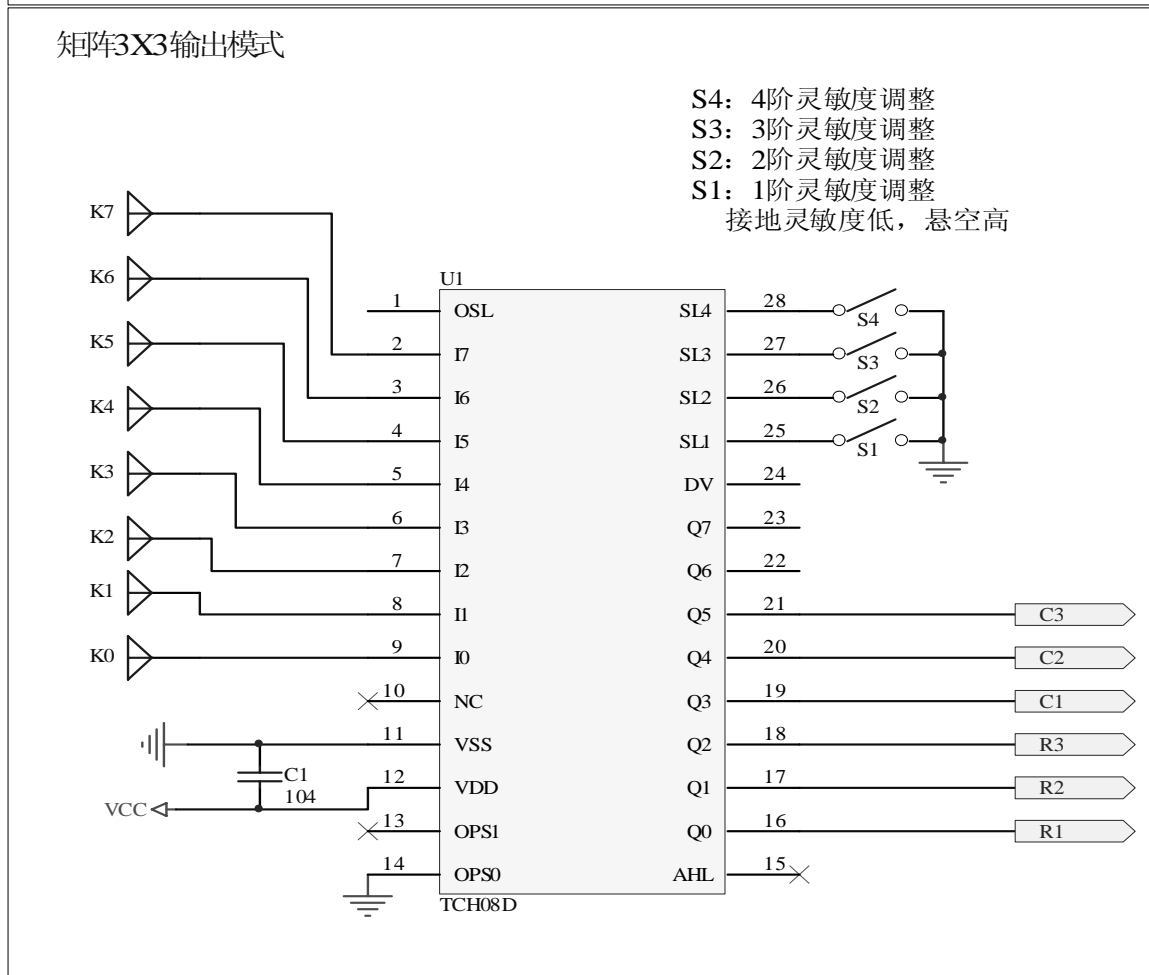 矩阵3X3输出模式
S4：4阶灵敏度调整
S3：3阶灵敏度调整
S2：2阶灵敏度调整
S1：1阶灵敏度调整
接地灵敏度低，悬空高
K7
K6
K5
K4
K3
K2
K1
K0
U1
1 OSL
2 I7
3 I6
4 I5
5 I4
6 I3
7 I2
8 I1
9 I0
10 NC
11 VSS
12 VDD
13 OPS1
14 OPS0
C1
104
VCC
SL4 28 S4
SL3 27 S3
SL2 26 S2
SL1 25 S1
DV 24
Q7 23
Q6 22
Q5 21 C3
Q4 20 C2
Q3 19 C1
Q2 18 R3
Q1 17 R2
Q0 16 R1
AHL 15
TCH08D